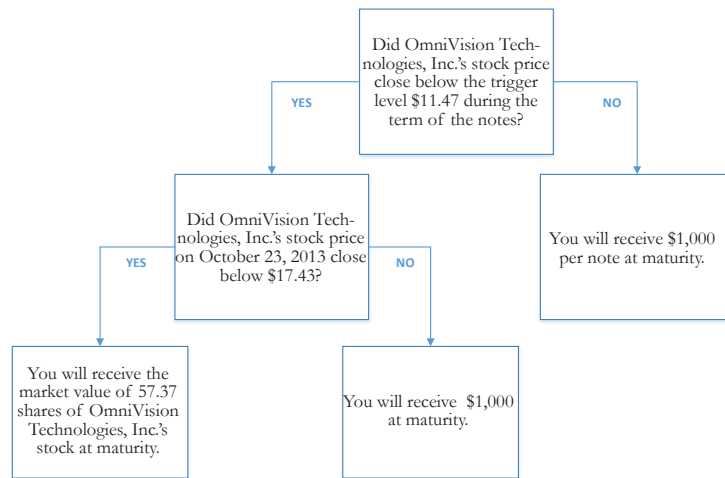 Did OmniVision Tech-
nologies, Inc.'s stock price
close below the trigger
level $11.47 during the
term of the notes?
YES
NO
Did OmniVision Tech-
nologies, Inc.'s stock price
on October 23, 2013 close
below $17.43?
You will receive $1,000
per note at maturity.
YES
NO
You will receive the
market value of 57.37
shares of OmniVision
Technologies, Inc.'s
stock at maturity.
You will receive $1,000
at maturity.